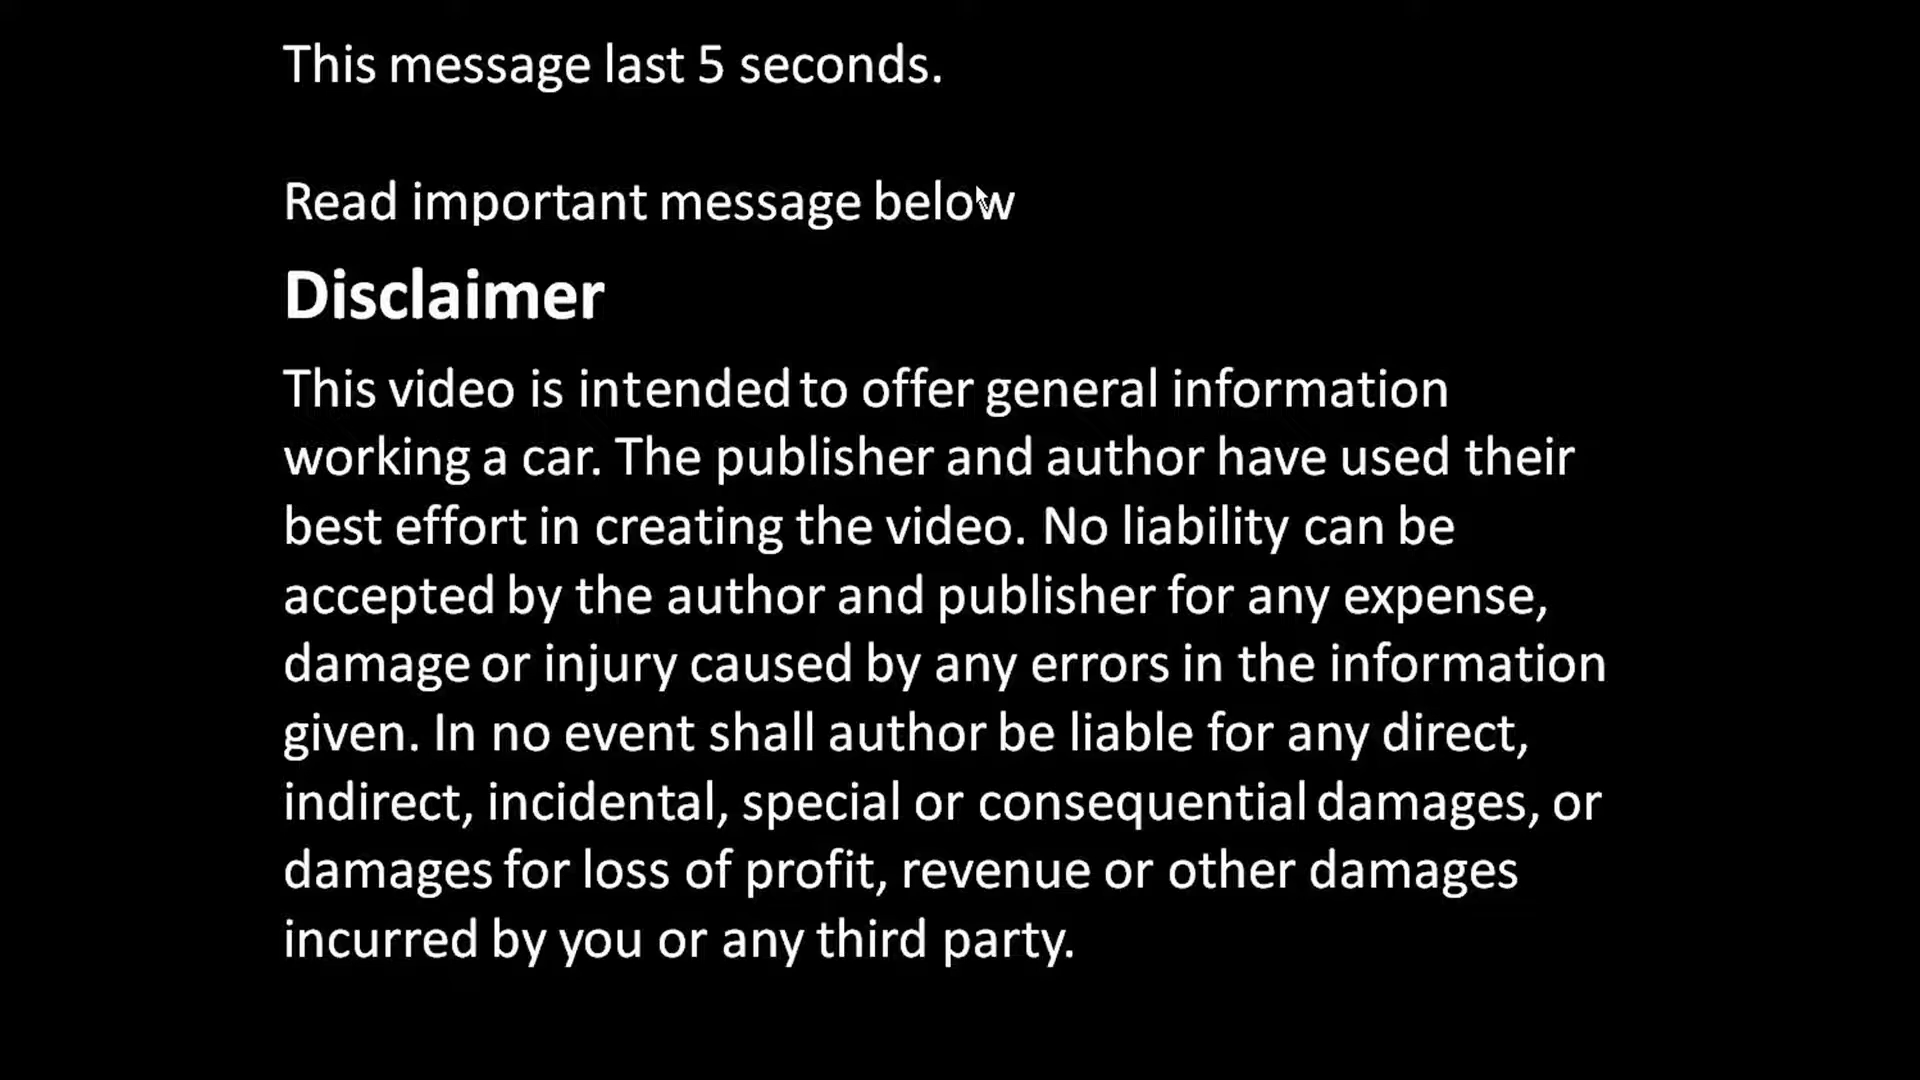 This message last 5 seconds.
Read important message below
Disclaimer
This video is intended to offer general information
working a car. The publisher and author have used their
best effort in creating the video. No liability can be
accepted by the author and publisher for any expense,
damage or injury caused by any errors in the information
given. In no event shall author be liable for any direct,
indirect, incidental, special or consequential damages, or
damages for loss of profit, revenue or other damages
incurred by you or any third party.